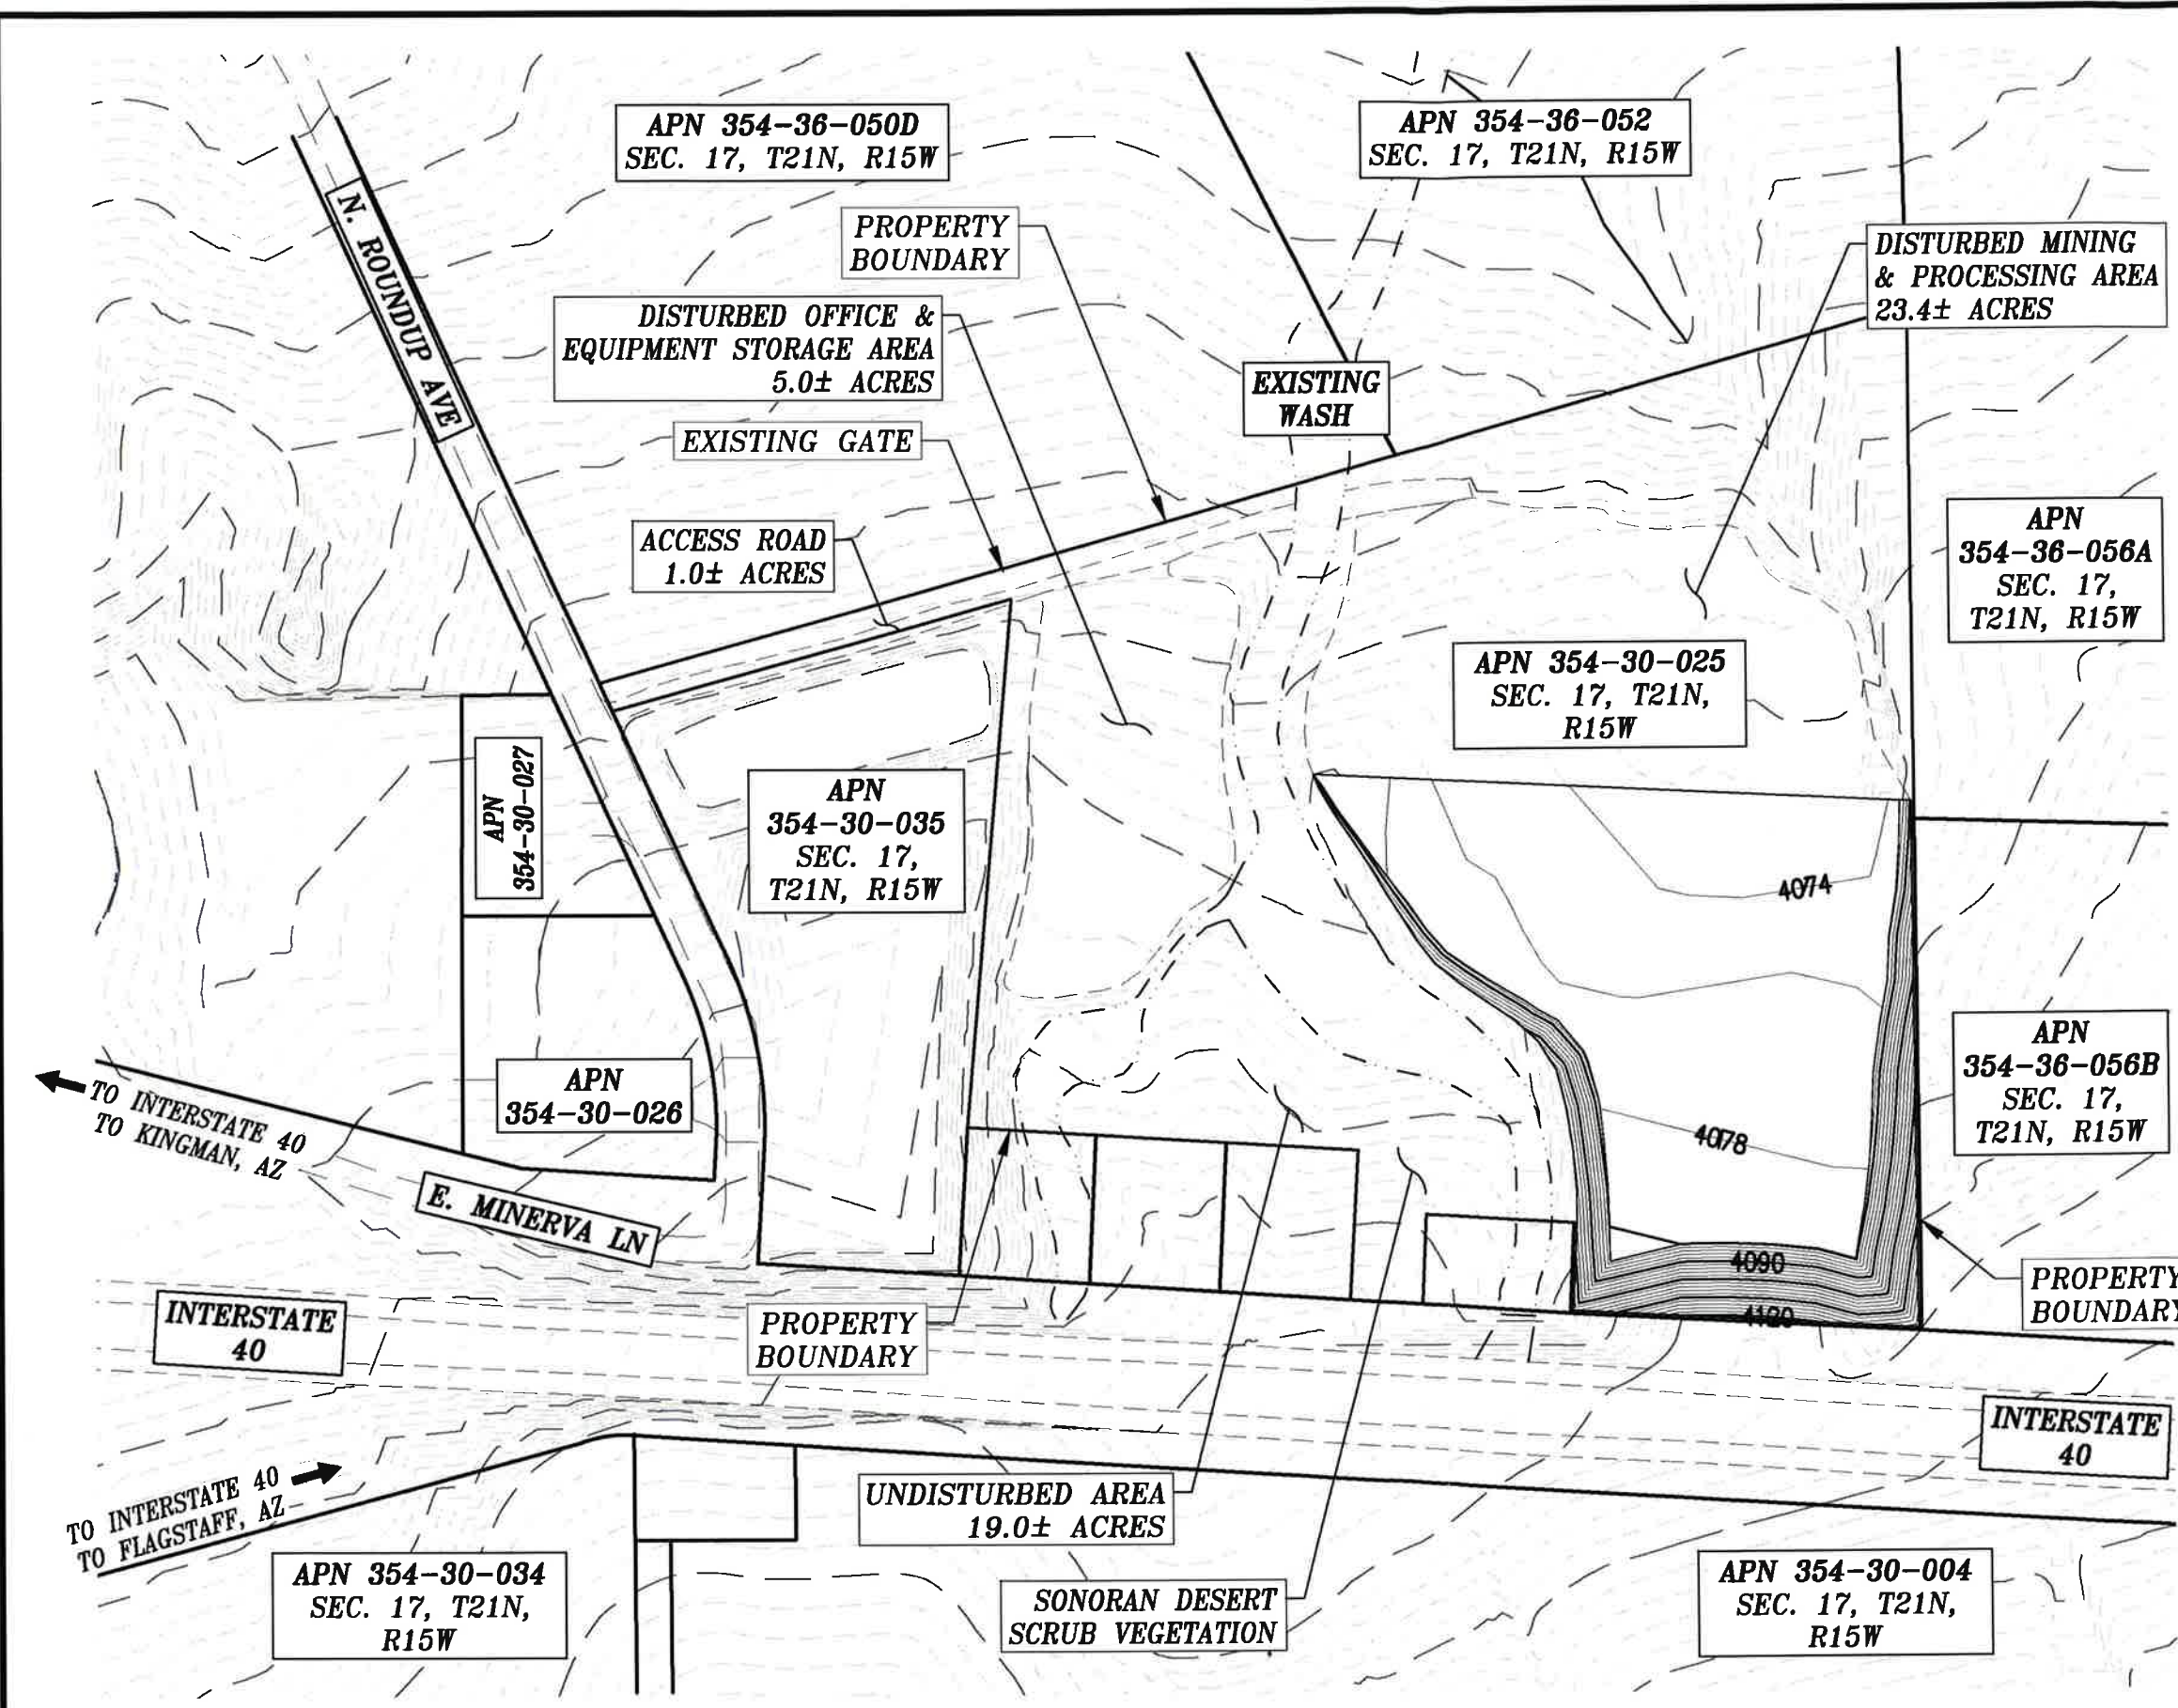 APN 354-36-050D
SEC. 17, T21N, R15W
APN 354-36-052
SEC. 17, T21N, R15W
N. ROUNDUP AVE
PROPERTY
BOUNDARY
DISTURBED MINING
& PROCESSING AREA
23.4± ACRES
DISTURBED OFFICE &
EQUIPMENT STORAGE AREA
5.0± ACRES
EXISTING
WASH
EXISTING GATE
ACCESS ROAD
1.0± ACRES
APN
354-36-056A
SEC. 17,
T21N, R15W
APN 354-30-025
SEC. 17, T21N,
R15W
APN
354-30-027
APN
354-30-035
SEC. 17,
T21N, R15W
4074
APN
354-30-026
4078
APN
354-36-056B
SEC. 17,
T21N, R15W
TO INTERSTATE 40
TO KINGMAN, AZ
E. MINERVA LN
4090
PROPERTY
BOUNDARY
INTERSTATE
40
PROPERTY
BOUNDARY
INTERSTATE
40
TO INTERSTATE 40
TO FLAGSTAFF, AZ
UNDISTURBED AREA
19.0± ACRES
APN 354-30-034
SEC. 17, T21N,
R15W
SONORAN DESERT
SCRUB VEGETATION
APN 354-30-004
SEC. 17, T21N,
R15W